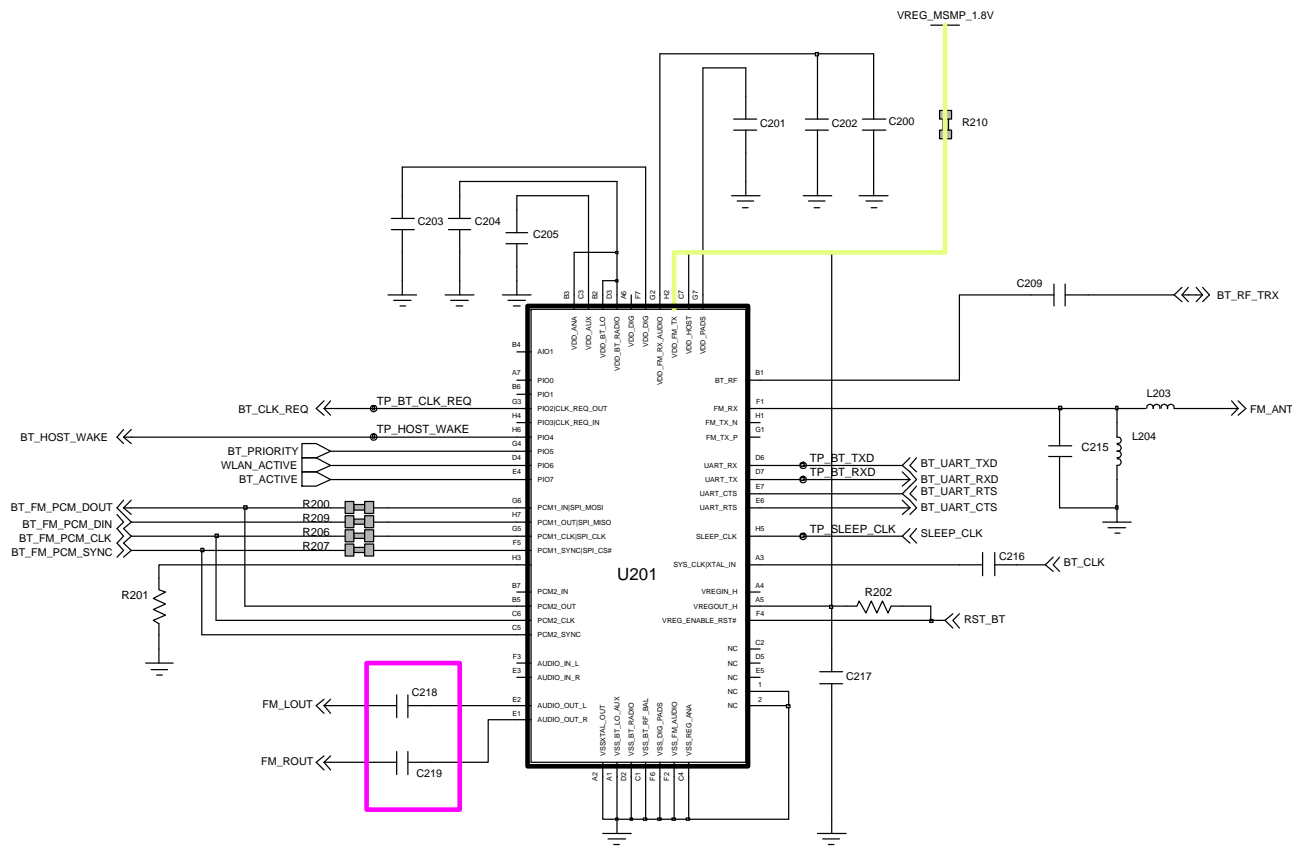 VREG_MSMP_1.8V
C201
C202
C200
R210
C203
C204
C205
C209
BT_RF_TRX
B3
C3
B2
D3
A6
F7
G2
H2
C7
G7
VDD_ANA
VDD_AUX
VDD_BT_LO
VDD_BT_RADIO
VDD_DIG
VDD_DIG
VDD_FM_RX_AUDIO
VDD_FM_TX
VDD_HOST
VDD_PADS
B4
AIO1
A7
PIO0
B6
PIO1
BT_CLK_REQ
TP_BT_CLK_REQ
G3
PIO2|CLK_REQ_OUT
H4
PIO3|CLK_REQ_IN
BT_HOST_WAKE
TP_HOST_WAKE
H6
PIO4
BT_PRIORITY
G4
PIO5
WLAN_ACTIVE
D4
PIO6
BT_ACTIVE
E4
PIO7
BT_FM_PCM_DOUT
R200
G6
PCM1_IN|SPI_MOSI
BT_FM_PCM_DIN
R209
H7
PCM1_OUT|SPI_MISO
BT_FM_PCM_CLK
R206
G5
PCM1_CLK|SPI_CLK
BT_FM_PCM_SYNC
R207
F5
PCM1_SYNC|SPI_CS#
H3
R201
B7
PCM2_IN
B5
PCM2_OUT
C6
PCM2_CLK
C5
PCM2_SYNC
F3
AUDIO_IN_L
E3
AUDIO_IN_R
FM_LOUT
C218
E2
AUDIO_OUT_L
E1
AUDIO_OUT_R
FM_ROUT
C219
U201
BT_RF
B1
FM_RX
F1
L203
FM_ANT
FM_TX_N
H1
FM_TX_P
G1
C215
L204
UART_RX
D6
TP_BT_TXD
BT_UART_TXD
UART_TX
D7
TP_BT_RXD
BT_UART_RXD
UART_CTS
E7
BT_UART_RTS
UART_RTS
E6
BT_UART_CTS
SLEEP_CLK
H5
TP_SLEEP_CLK
SLEEP_CLK
SYS_CLK|XTAL_IN
A3
C216
BT_CLK
VREGIN_H
A4
VREGOUT_H
A5
R202
VREG_ENABLE_RST#
F4
RST_BT
NC
C2
NC
D5
NC
E5
NC
1
NC
2
C217
VSSXTAL_OUT
VSS_BT_LO_AUX
VSS_BT_RADIO
VSS_BT_RF_BAL
VSS_DIG_PADS
VSS_FM_AUDIO
VSS_REG_ANA
A2
A1
D2
C1
F6
F2
C4